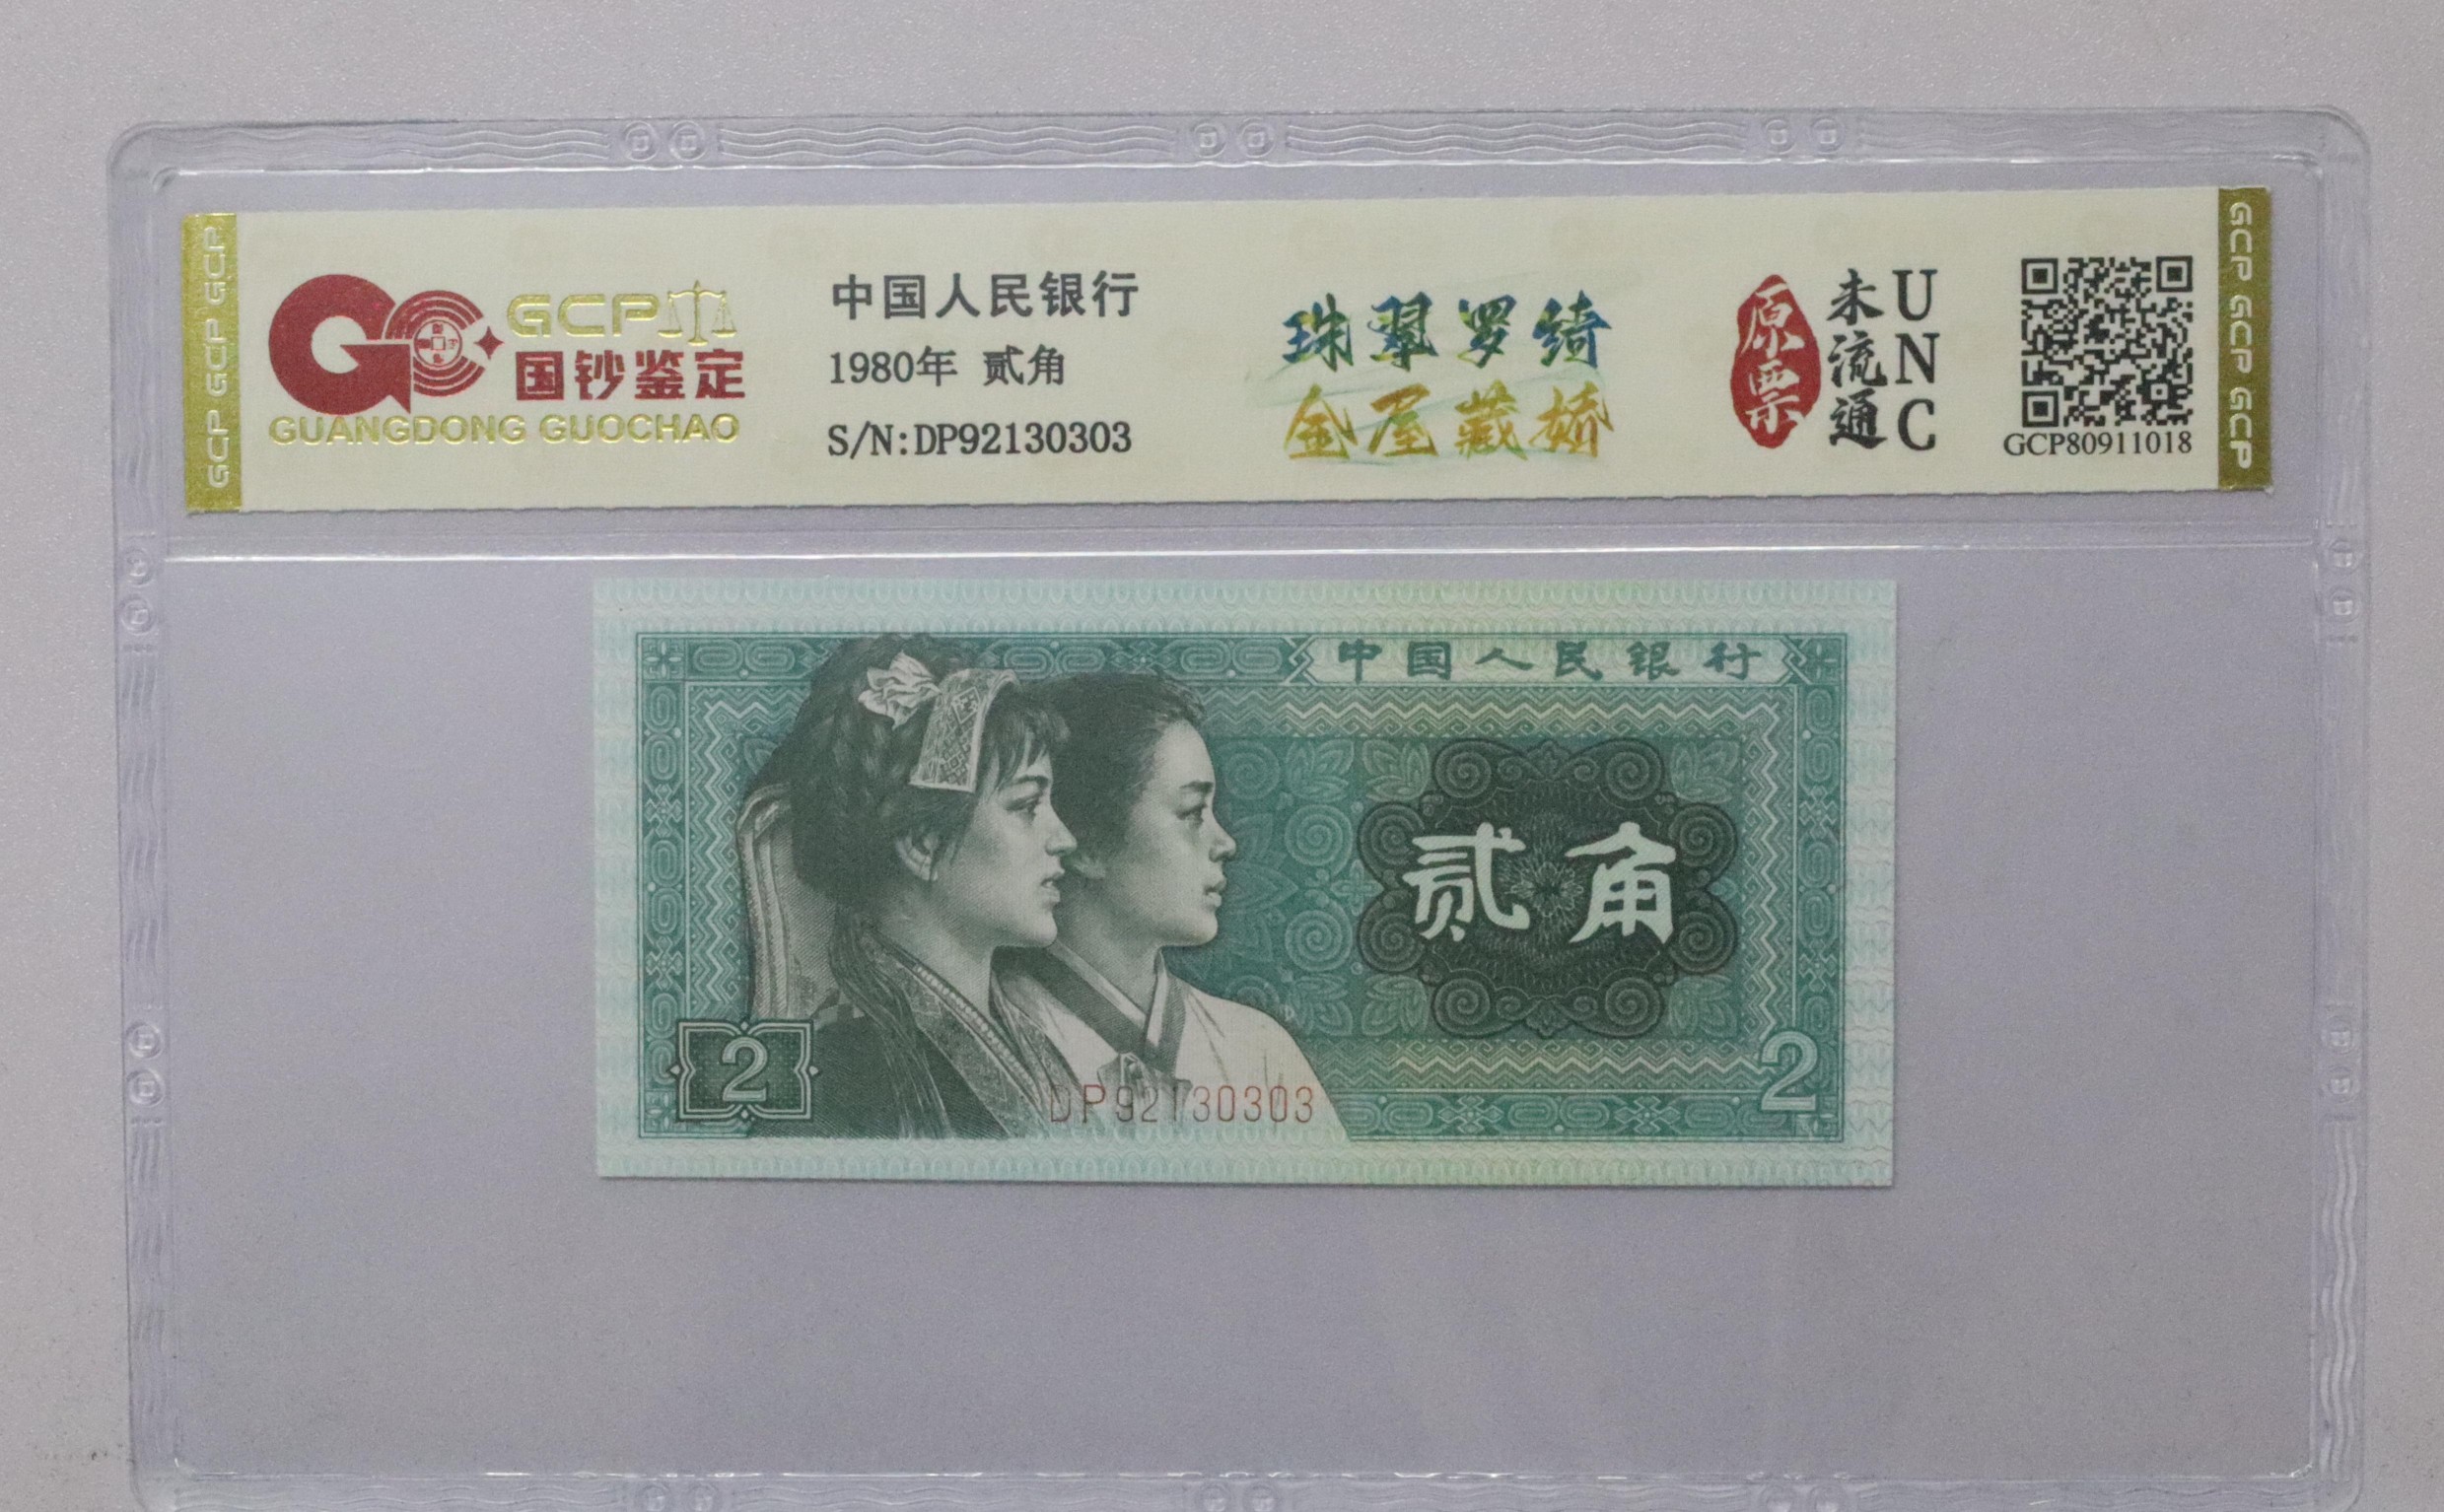 GCP GCP GCP
GCP
国钞鉴定
GUANGDONG GUOCHAO
中国人民银行
1980年 贰角
S/N:DP92130303
珠翠罗绮
金屋藏娇
原票
未流通
UNC
GCP80911018
GCP GCP GCP
中国人民银行
贰角
2
DP92130303
2